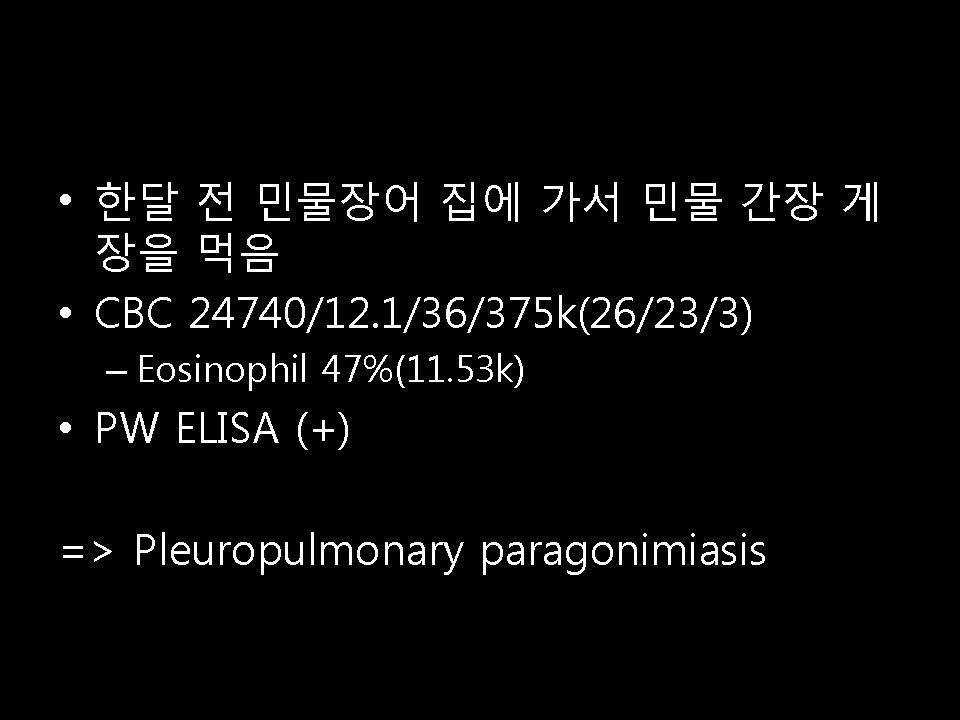 • 한달 전 민물장어 집에 가서 민물 간장 게
장을 먹음
• CBC 24740/12.1/36/375k(26/23/3)
– Eosinophil 47%(11.53k)
• PW ELISA (+)
=> Pleuropulmonary paragonimiasis